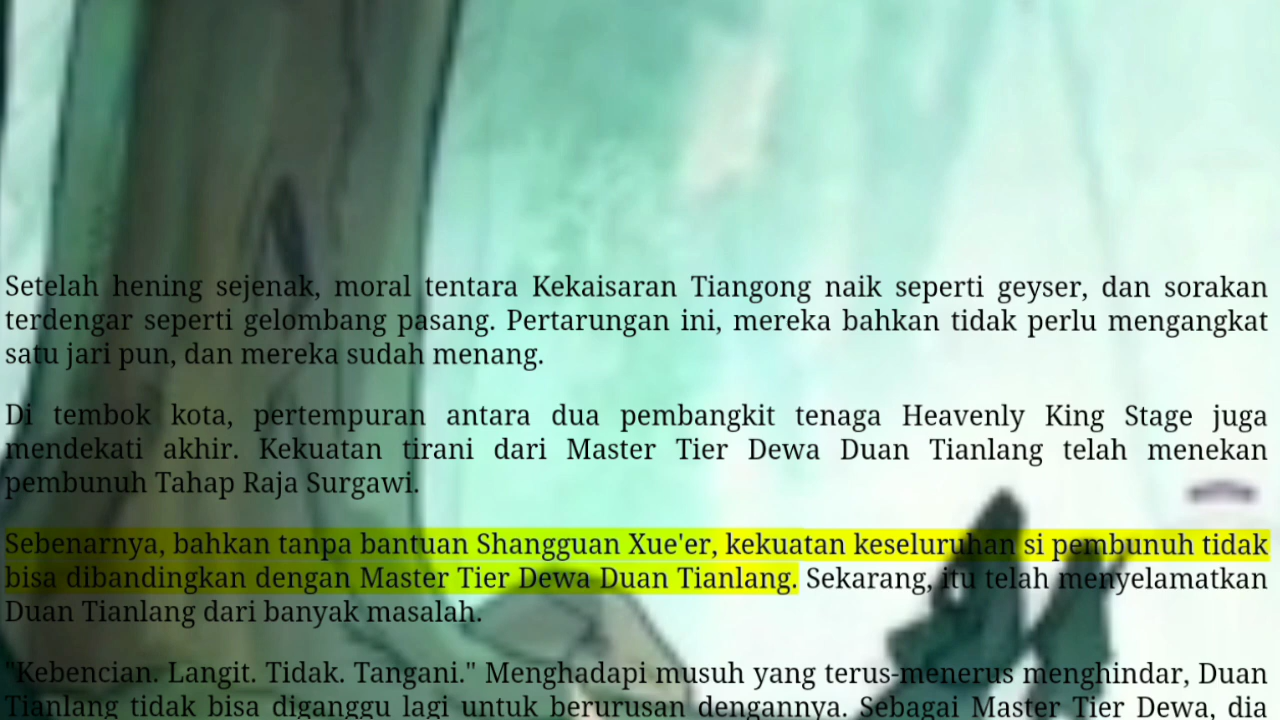 Setelah hening sejenak, moral tentara Kekaisaran Tiangong naik seperti geyser, dan sorakan
terdengar seperti gelombang pasang. Pertarungan ini, mereka bahkan tidak perlu mengangkat
satu jari pun, dan mereka sudah menang.
Di tembok kota, pertempuran antara dua pembangkit tenaga Heavenly King Stage juga
mendekati akhir. Kekuatan tirani dari Master Tier Dewa Duan Tianlang telah menekan
pembunuh Tahap Raja Surgawi.
Sebenarnya, bahkan tanpa bantuan Shangguan Xue'er, kekuatan keseluruhan si pembunuh tidak
bisa dibandingkan dengan Master Tier Dewa Duan Tianlang. Sekarang, itu telah menyelamatkan
Duan Tianlang dari banyak masalah.
"Kebencian. Langit. Tidak. Tangani." Menghadapi musuh yang terus-menerus menghindar, Duan
Tianlang tidak bisa diganggu lagi untuk berurusan dengannya. Sebagai Master Tier Dewa, dia